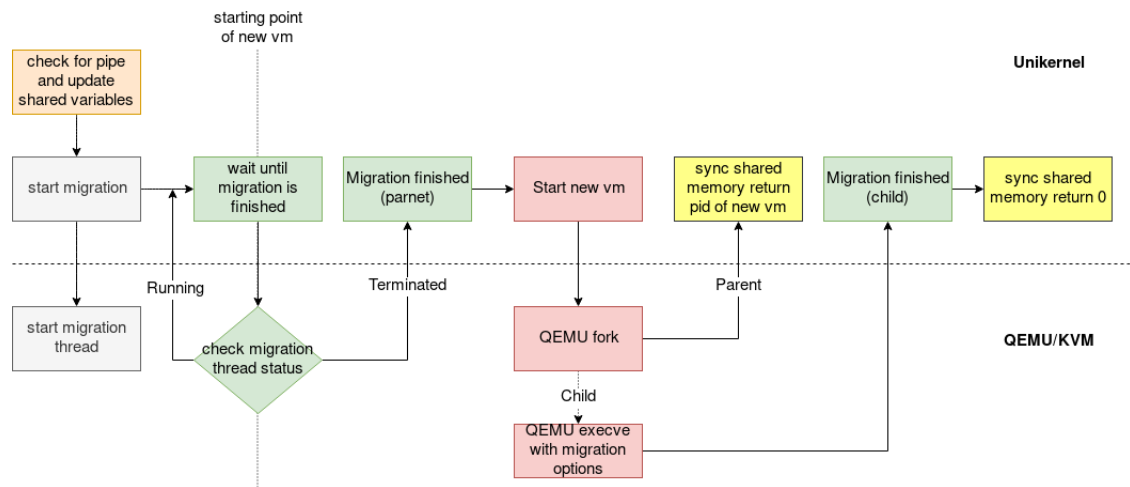 starting point
of new vm
check for pipe
and update
shared variables
Unikernel
start migration
wait until
migration is
finished
Migration finished
(parnet)
Start new vm
sync shared
memory return
pid of new vm
Migration finished
(child)
sync shared
memory return 0
Running
Terminated
Parent
start migration
thread
check migration
thread status
QEMU fork
QEMU/KVM
Child
QEMU execve
with migration
options